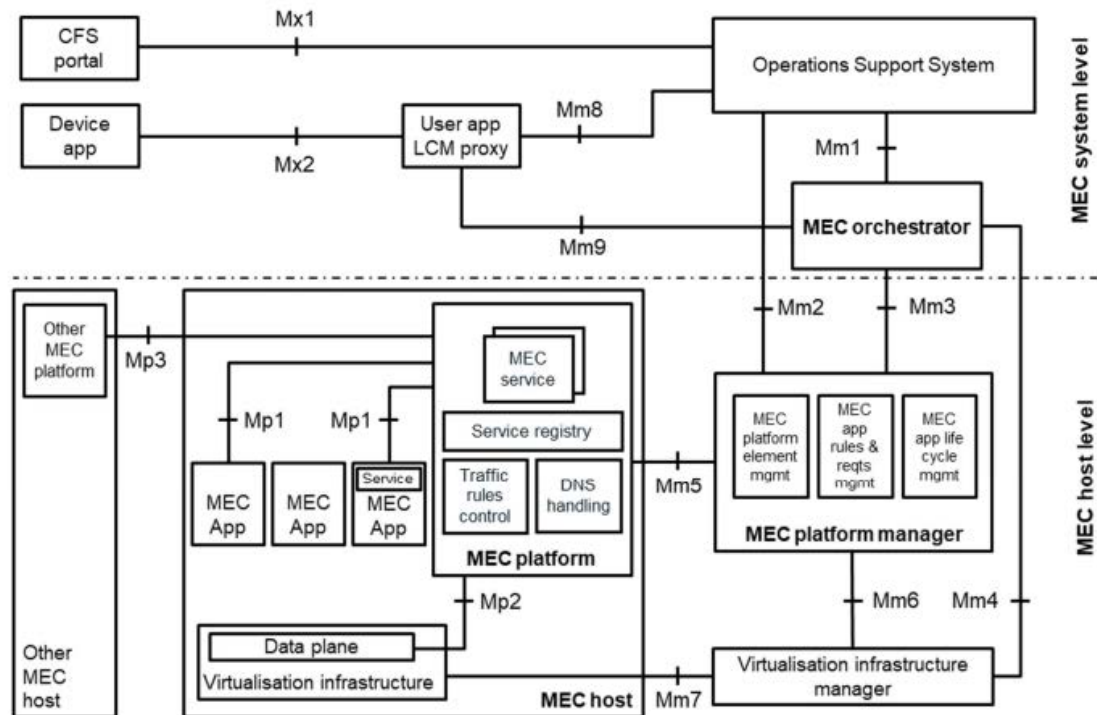 Mx1
CFS
portal
Operations Support System
Device
app
Mx2
User app
LCM proxy
Mm8
Mm1
MEC orchestrator
Mm9
MEC system level
Other
MEC
platform
Mp3
MEC
service
Mm2
Mm3
Mp1
Mp1
Service registry
MEC
platform
element
mgmt
MEC
app
rules &
reqts
mgmt
MEC
app life
cycle
mgmt
MEC
App
MEC
App
Service
MEC
App
Traffic
rules
control
DNS
handling
Mm5
MEC platform
MEC platform manager
MEC host level
Mp2
Mm6
Mm4
Data plane
Virtualisation infrastructure
Other
MEC
host
MEC host
Mm7
Virtualisation infrastructure
manager